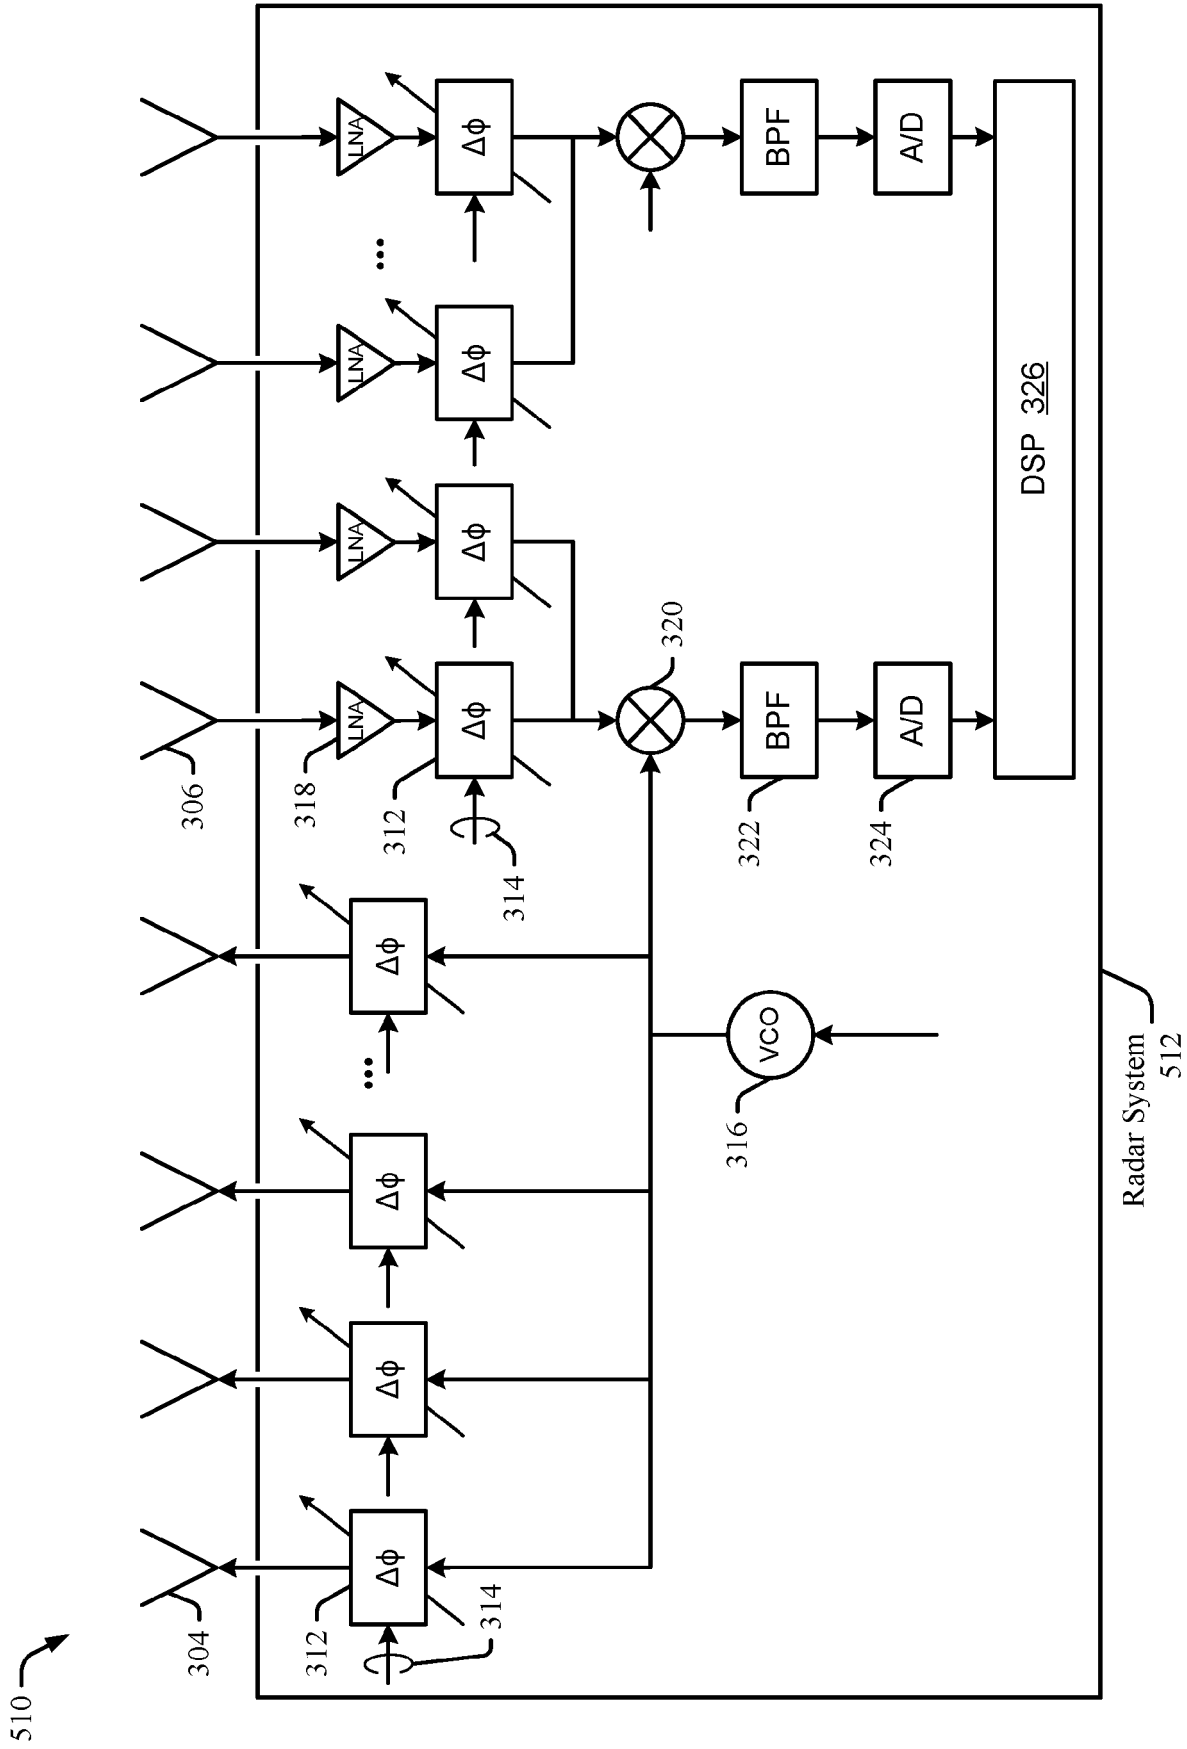 510
304
306
318
LNA
LNA
LNA
LNA
•••
312
Δϕ
Δϕ
Δϕ
•••
Δϕ
312
Δϕ
Δϕ
Δϕ
Δϕ
314
314
320
316
VCO
322
BPF
BPF
324
A/D
A/D
DSP 326
Radar System
512